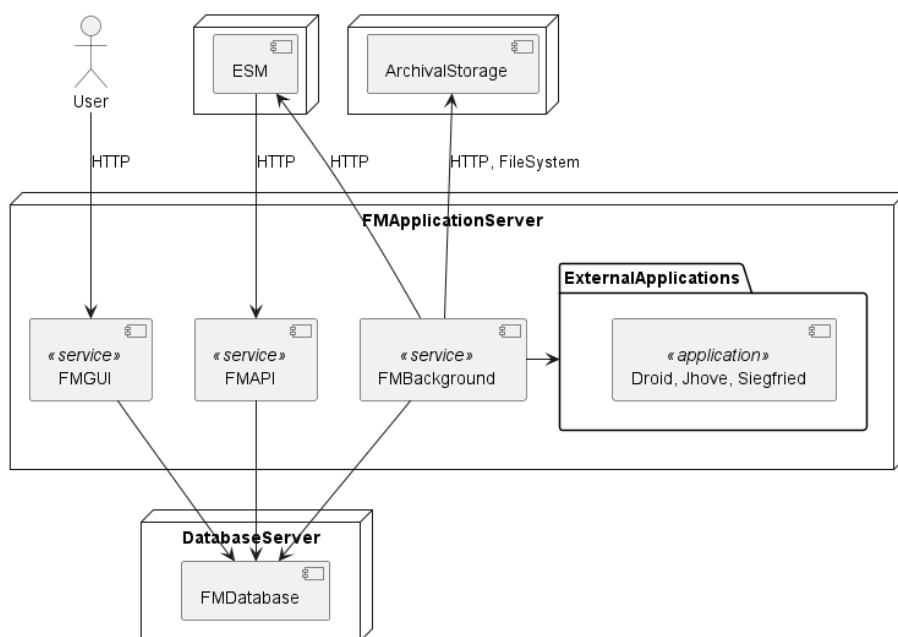 ESM
ArchivalStorage
User
HTTP
HTTP
HTTP
HTTP, FileSystem
FMApplicationServer
ExternalApplications
«service»
FMGUI
«service»
FMAPI
«service»
FMBackground
«application»
Droid, Jhove, Siegfried
DatabaseServer
FMDatabase